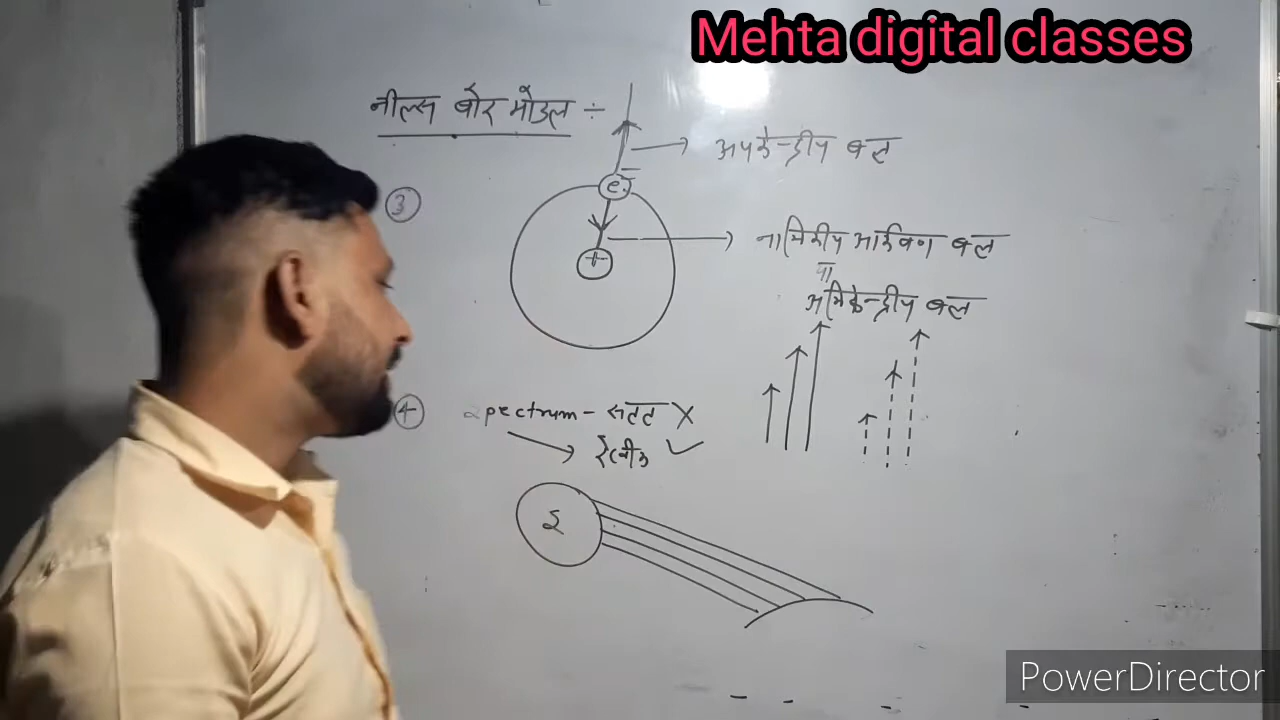 Mehta digital classes
नील्स बोर मॉडल ÷
अपकेन्द्रीय बल
③
e⁻
नाभिकीय आकर्षण बल
+
या
अभिकेन्द्रीय बल
④ Spectrum - सतत X
रेखीय ✓
PowerDirector